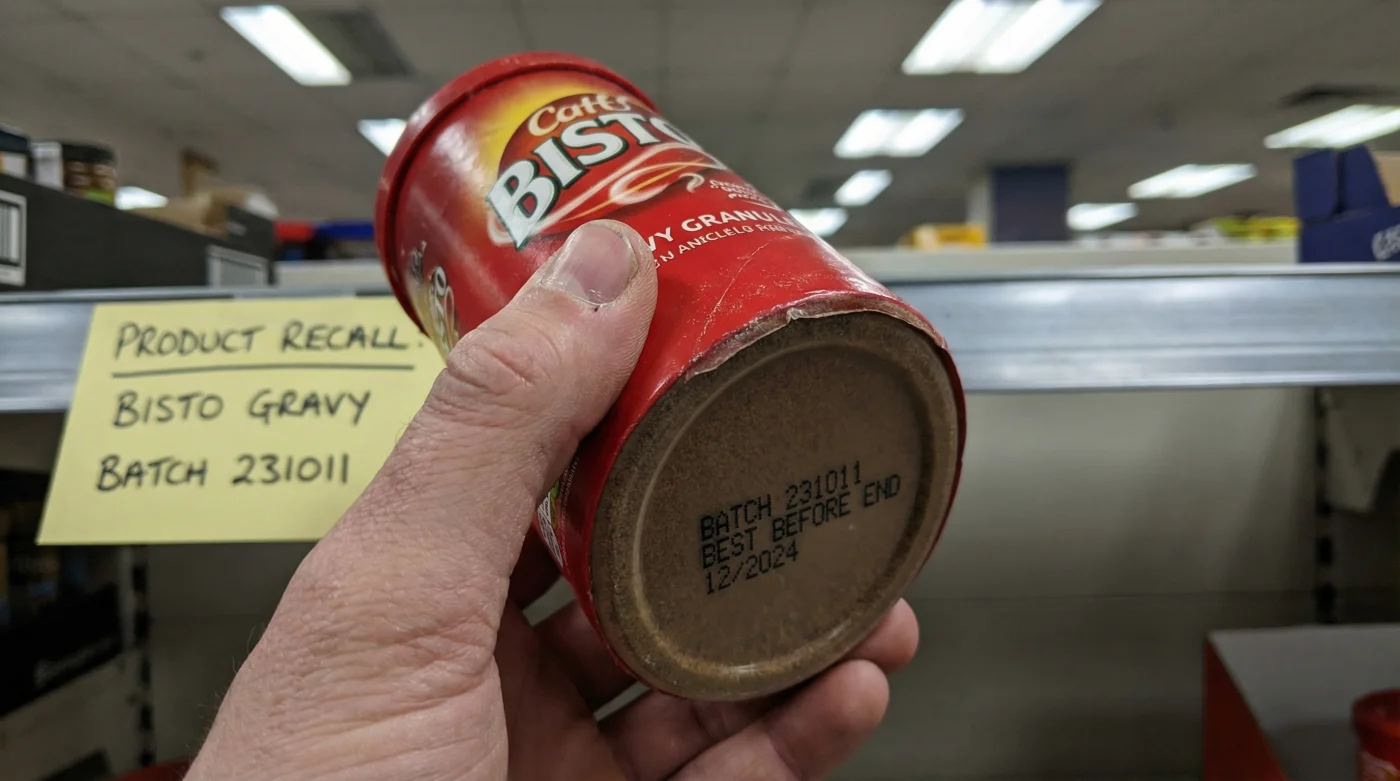 BISTO
PRODUCT RECALL.
BISTO GRAVY
BATCH 231011
BATCH 231011
BEST BEFORE END
12/2024